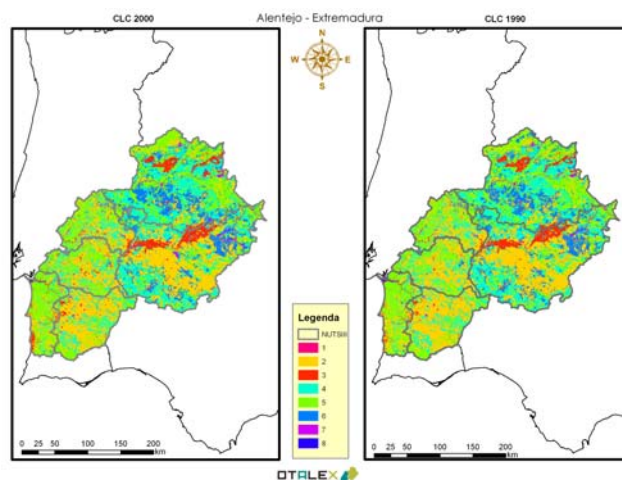 CLC 2000
Alentejo - Extremadura
CLC 1990
N
W E
S
Legenda
NUTSIII
1
2
3
4
5
6
7
8
0 25 50 100 150 200
km
0 25 50 100 150 200
km
OTALEX